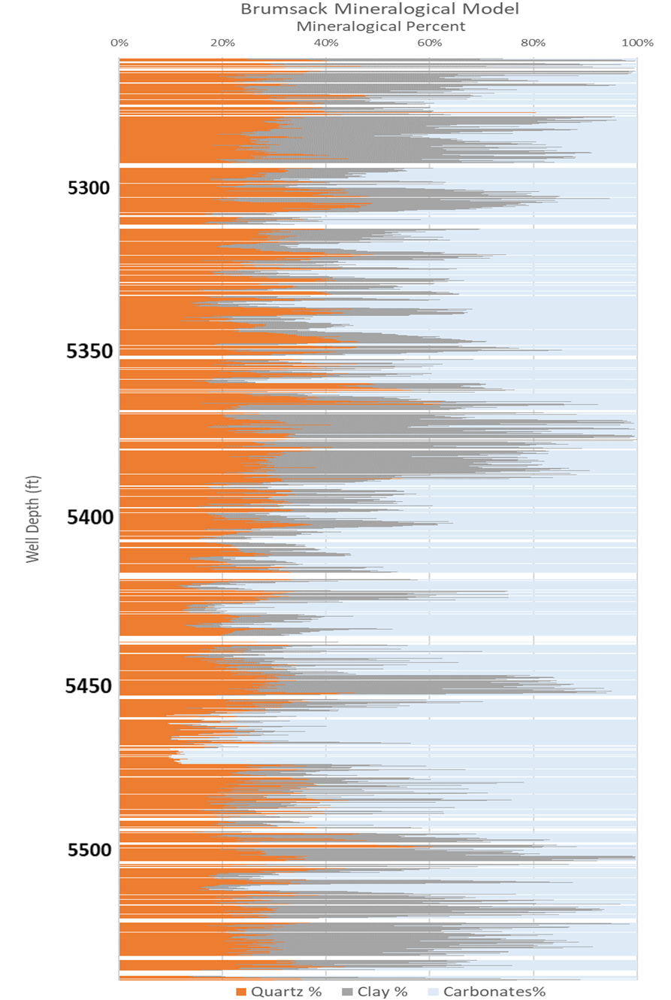 Brumsack Mineralogical Model
Mineralogical Percent
0% 20% 40% 60% 80% 100%
5300
5350
5400
5450
5500
Well Depth (ft)
Quartz % Clay % Carbonates%